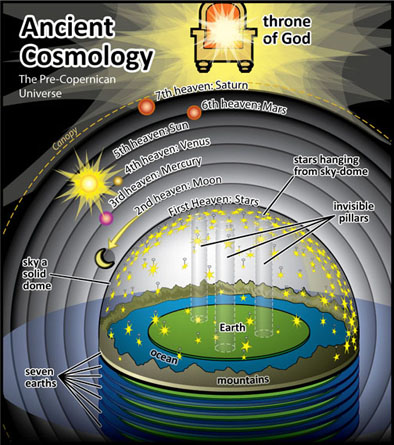 Ancient
Cosmology
The Pre-Copernican
Universe
throne
of God
Canopy
7th heaven: Saturn
6th heaven: Mars
5th heaven: Sun
4th heaven: Venus
3rd heaven: Mercury
2nd heaven: Moon
First Heaven: Stars
stars hanging
from sky-dome
invisible
pillars
sky a
solid
dome
Earth
ocean
mountains
seven
earths